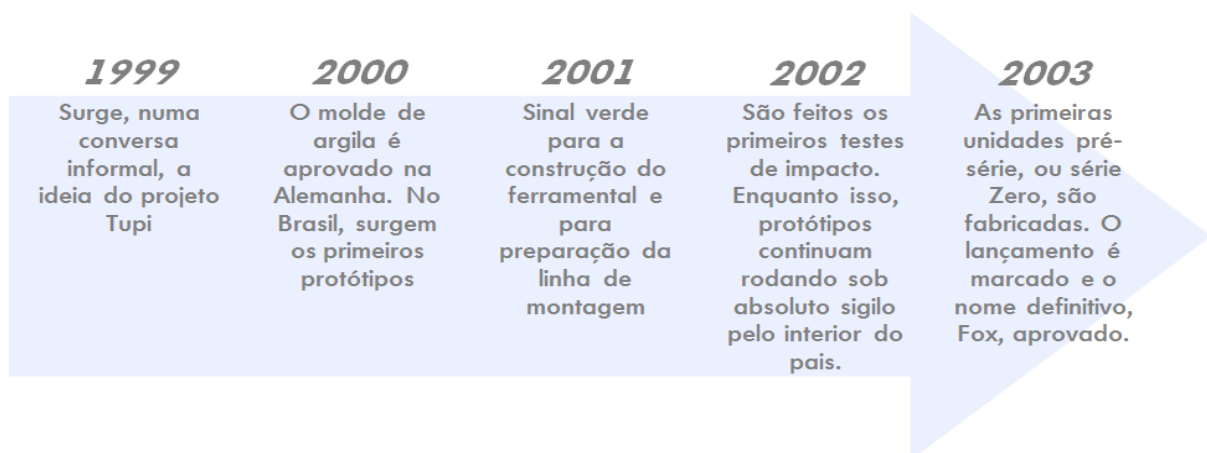 1999
Surge, numa
conversa
informal, a
ideia do projeto
Tupi
2000
O molde de
argila é
aprovado na
Alemanha. No
Brasil, surgem
os primeiros
protótipos
2001
Sinal verde
para a
construção do
ferramental e
para
preparação da
linha de
montagem
2002
São feitos os
primeiros testes
de impacto.
Enquanto isso,
protótipos
continuam
rodando sob
absoluto sigilo
pelo interior do
pais.
2003
As primeiras
unidades pré-
série, ou série
Zero, são
fabricadas. O
lançamento é
marcado e o
nome definitivo,
Fox, aprovado.